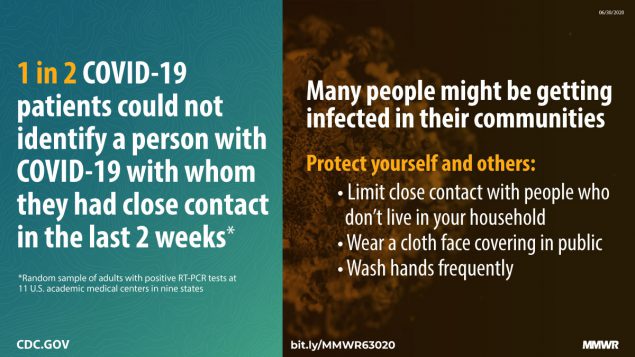 1 in 2 COVID-19
patients could not
identify a person with
COVID-19 with whom
they had close contact
in the last 2 weeks*
*Random sample of adults with positive RT-PCR tests at
11 U.S. academic medical centers in nine states
CDC.GOV
06/30/2020
Many people might be getting
infected in their communities
Protect yourself and others:
• Limit close contact with people who
don’t live in your household
• Wear a cloth face covering in public
• Wash hands frequently
bit.ly/MMWR63020
MMWR